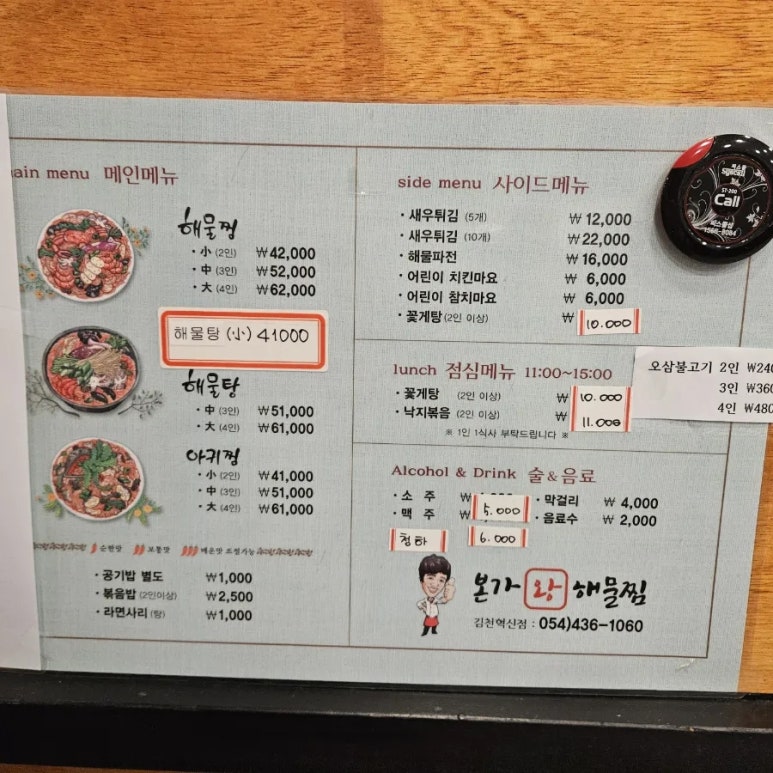 main menu 메인메뉴
해물찜
· 小 (2인) ₩42,000
· 中 (3인) ₩52,000
· 大 (4인) ₩62,000
해물탕 (小) 41000
해물탕
· 中 (3인) ₩51,000
· 大 (4인) ₩61,000
아귀찜
· 小 (2인) ₩41,000
· 中 (3인) ₩51,000
· 大 (4인) ₩61,000
순한맛 보통맛 매운맛 조절가능
· 공기밥 별도 ₩1,000
· 볶음밥 (2인이상) ₩2,500
· 라면사리 (탕) ₩1,000
side menu 사이드메뉴
· 새우튀김 (5개) ₩ 12,000
· 새우튀김 (10개) ₩ 22,000
· 해물파전 ₩ 16,000
· 어린이 치킨마요 ₩ 6,000
· 어린이 참치마요 ₩ 6,000
· 꽃게탕 (2인 이상) ₩ 10.000
lunch 점심메뉴 11:00~15:00
· 꽃게탕 (2인 이상) ₩ 10.000
· 낙지볶음 (2인 이상) ₩ 11.000
※ 1인 1식사 부탁드립니다 ※
오삼불고기 2인 ₩240
3인 ₩360
4인 ₩480
Alcohol & Drink 술 & 음료
· 소 주 ₩ 5.000 · 막걸리 ₩ 4,000
· 맥 주 ₩ · 음료수 ₩ 2,000
청하 6.000
본가 왕 해물찜
김천혁신점 : 054)436-1060
Syscall
ST-200
Call